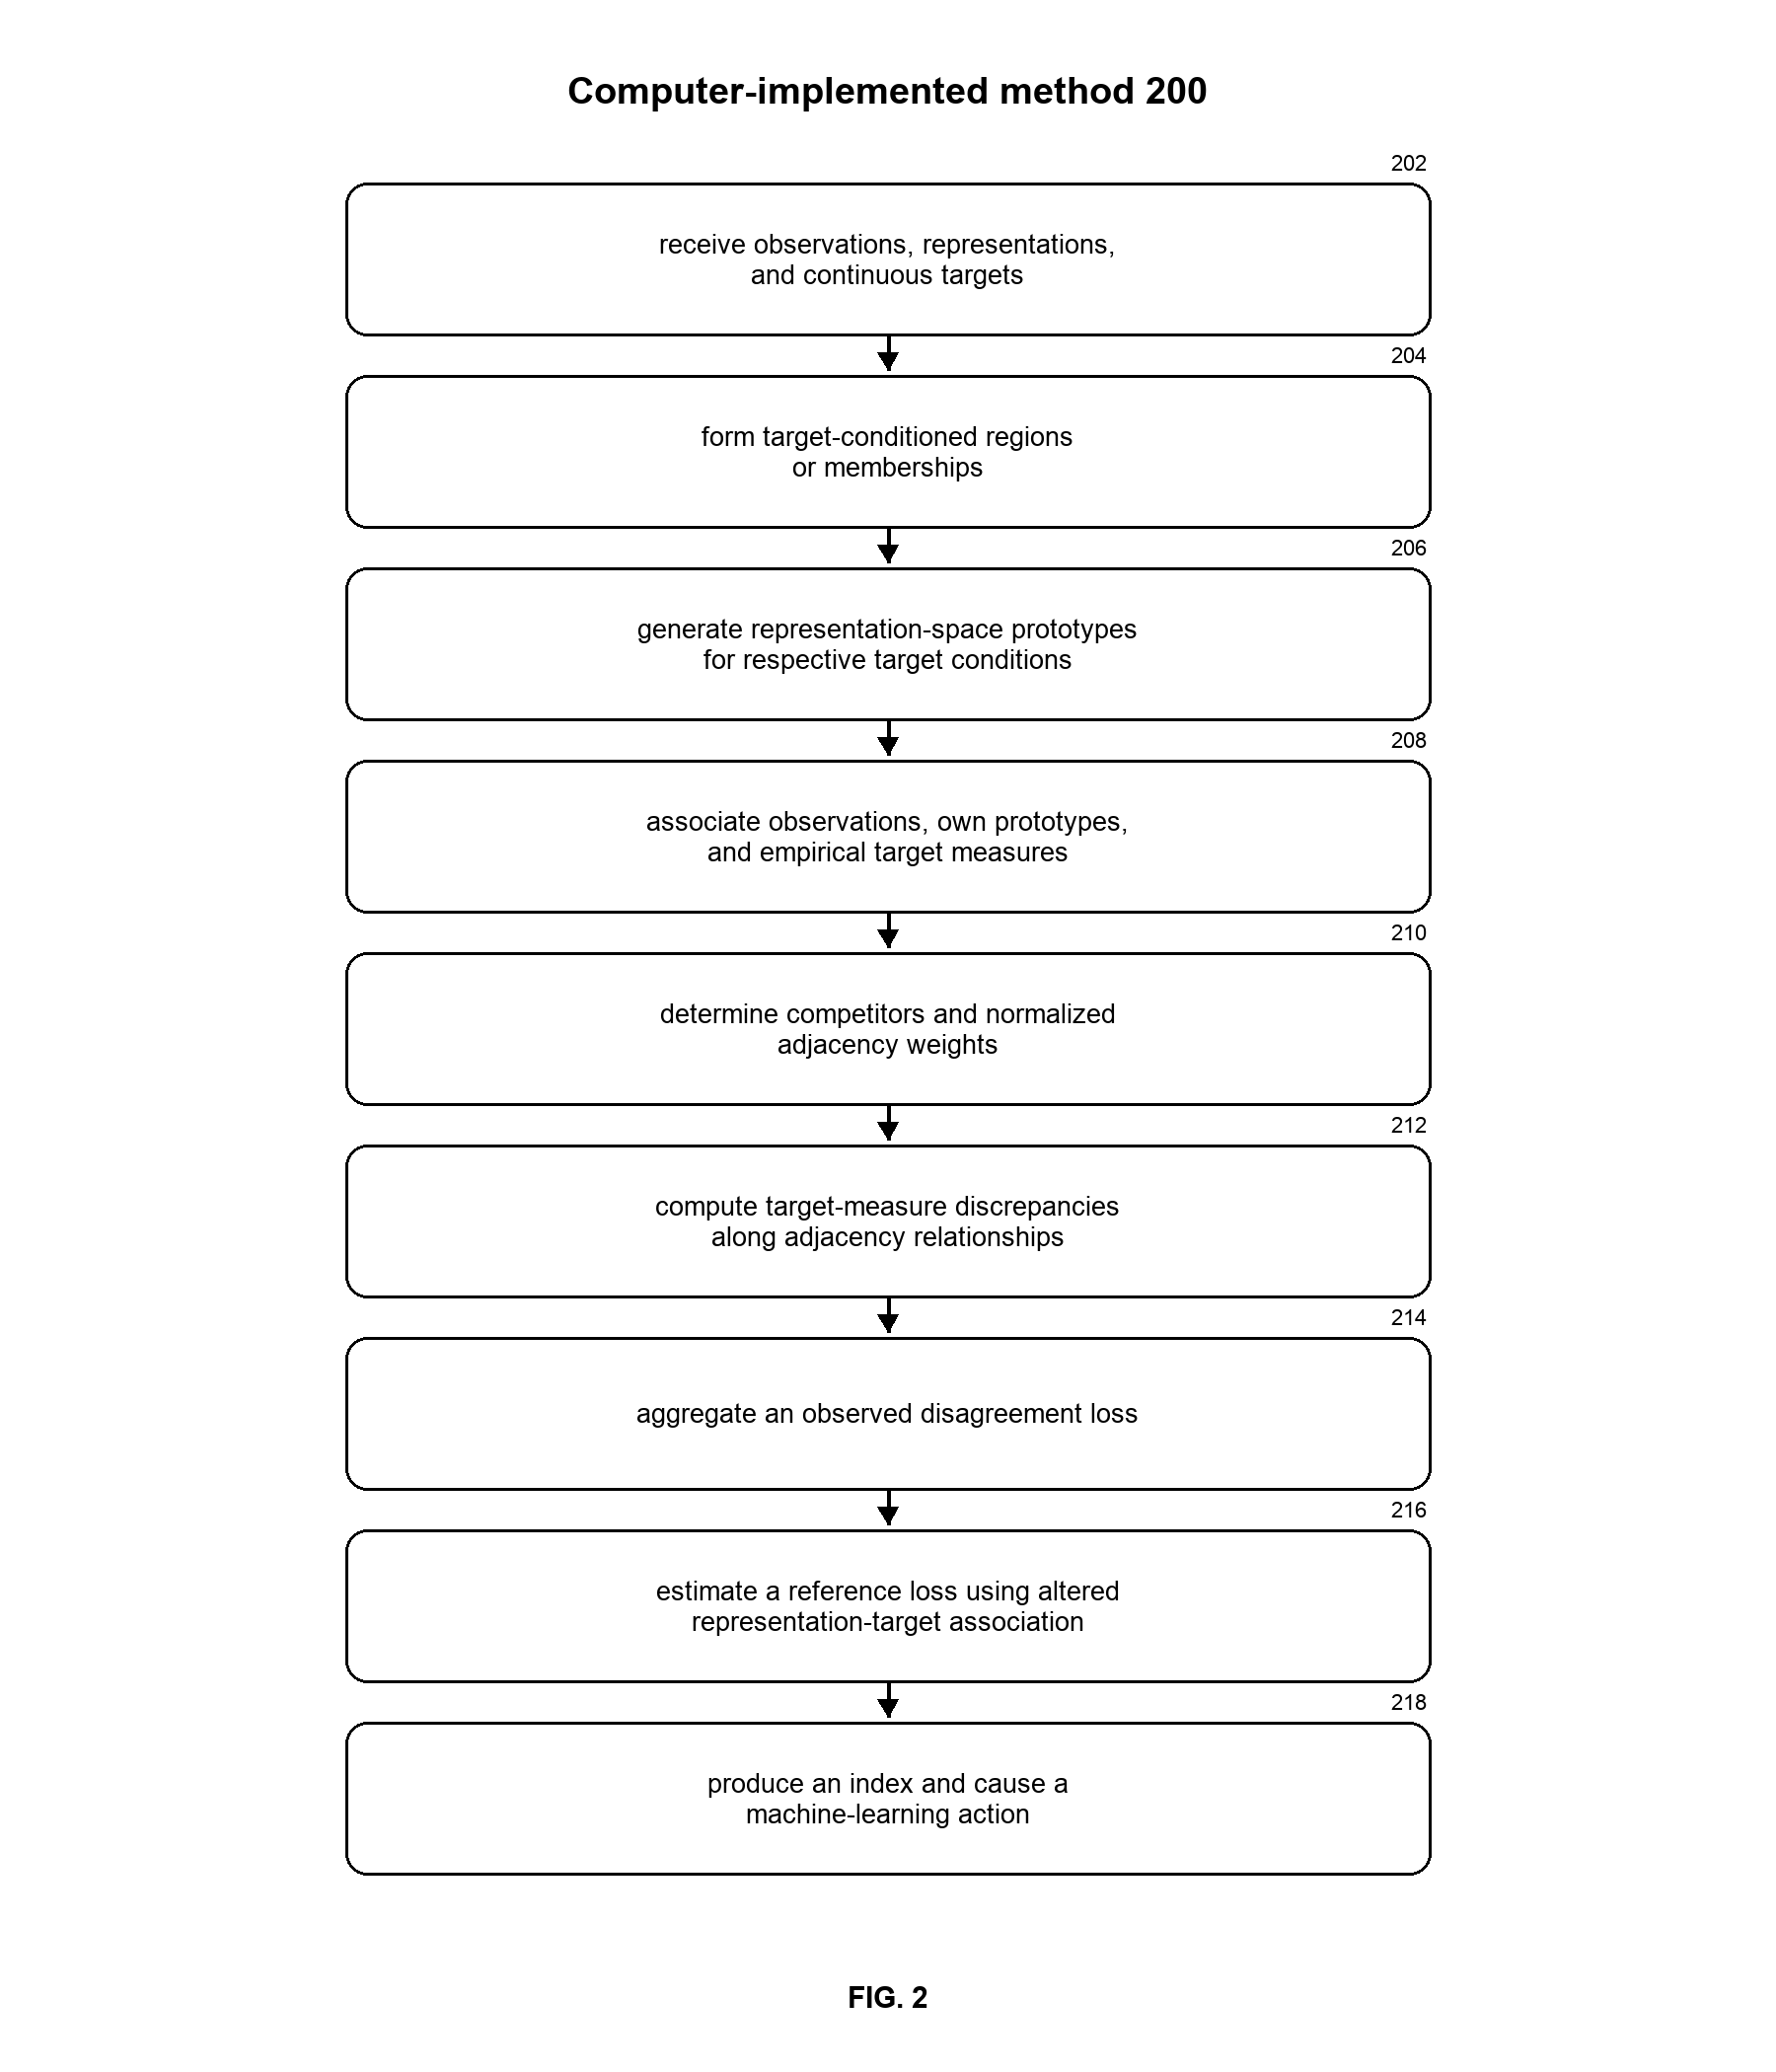 Computer-implemented method 200
202
receive observations, representations,
and continuous targets
204
form target-conditioned regions
or memberships
206
generate representation-space prototypes
for respective target conditions
208
associate observations, own prototypes,
and empirical target measures
210
determine competitors and normalized
adjacency weights
212
compute target-measure discrepancies
along adjacency relationships
214
aggregate an observed disagreement loss
216
estimate a reference loss using altered
representation-target association
218
produce an index and cause a
machine-learning action
FIG. 2